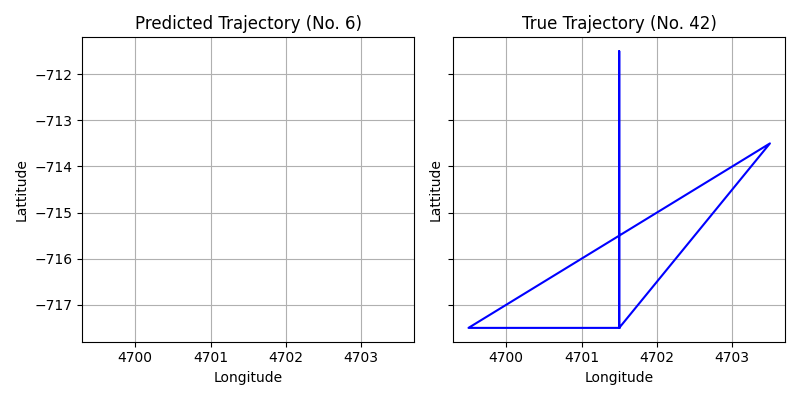 Predicted Trajectory (No. 6)
True Trajectory (No. 42)
−712
−713
−714
−715
−716
−717
Lattitude
Lattitude
4700 4701 4702 4703
4700 4701 4702 4703
Longitude
Longitude